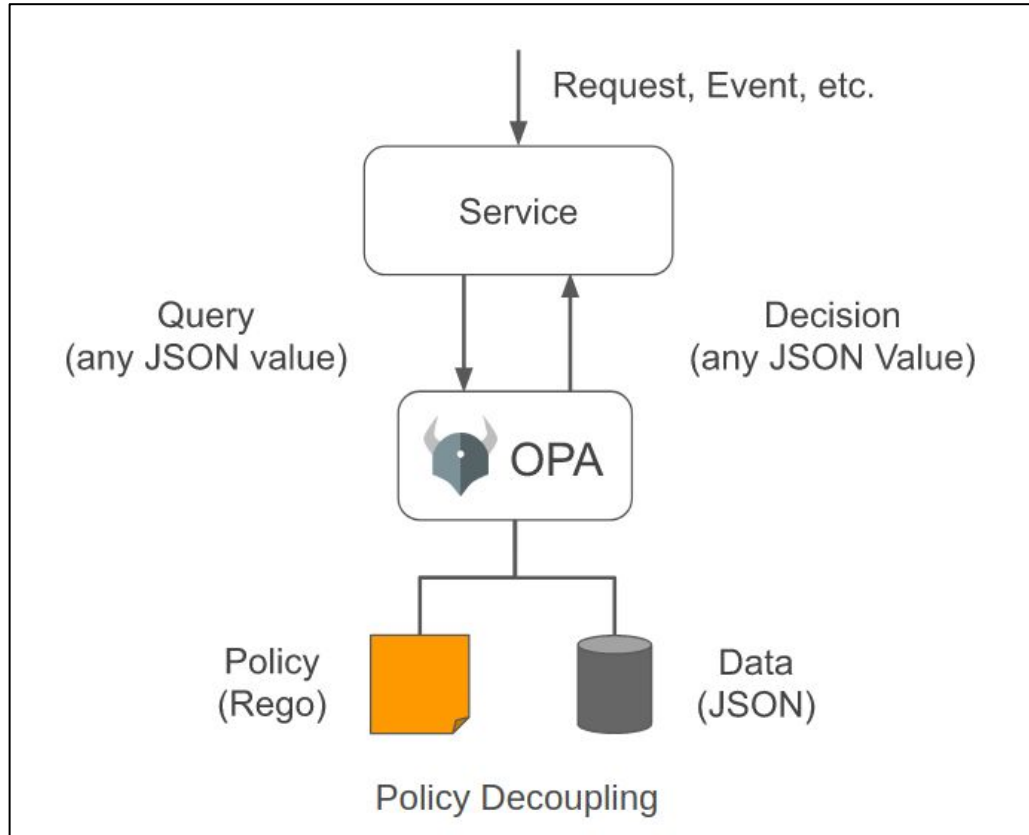 Request, Event, etc.
Service
Query
(any JSON value)
Decision
(any JSON Value)
OPA
Policy
(Rego)
Data
(JSON)
Policy Decoupling